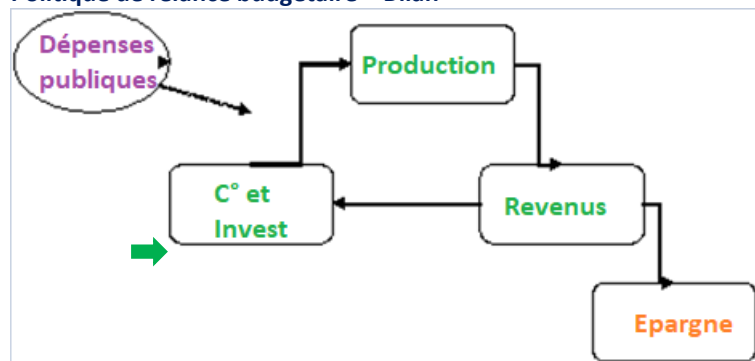 Dépenses
publiques
Production
C° et
Invest
Revenus
Epargne